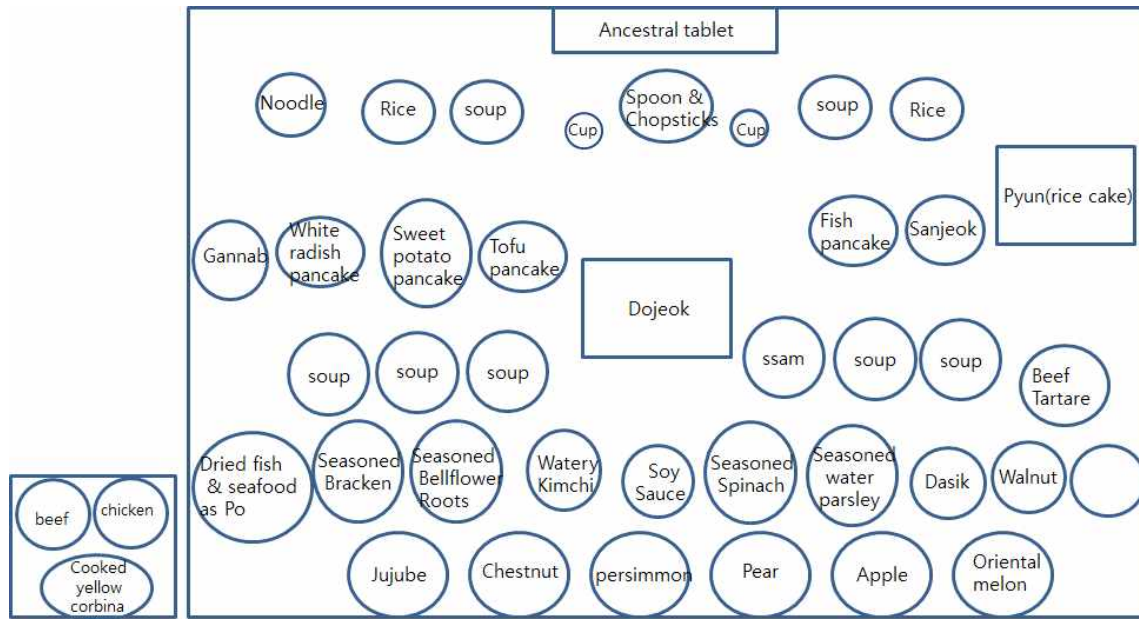 Ancestral tablet
Noodle
Rice
soup
Cup
Spoon &
Chopsticks
Cup
soup
Rice
Pyun(rice cake)
Gannab
White
radish
pancake
Sweet
potato
pancake
Tofu
pancake
Fish
pancake
Sanjeok
Dojeok
soup
soup
soup
ssam
soup
soup
Beef
Tartare
Dried fish
& seafood
as Po
Seasoned
Bracken
Seasoned
Bellflower
Roots
Watery
Kimchi
Soy
Sauce
Seasoned
Spinach
Seasoned
water
parsley
Dasik
Walnut
beef
chicken
Cooked
yellow
corbina
Jujube
Chestnut
persimmon
Pear
Apple
Oriental
melon